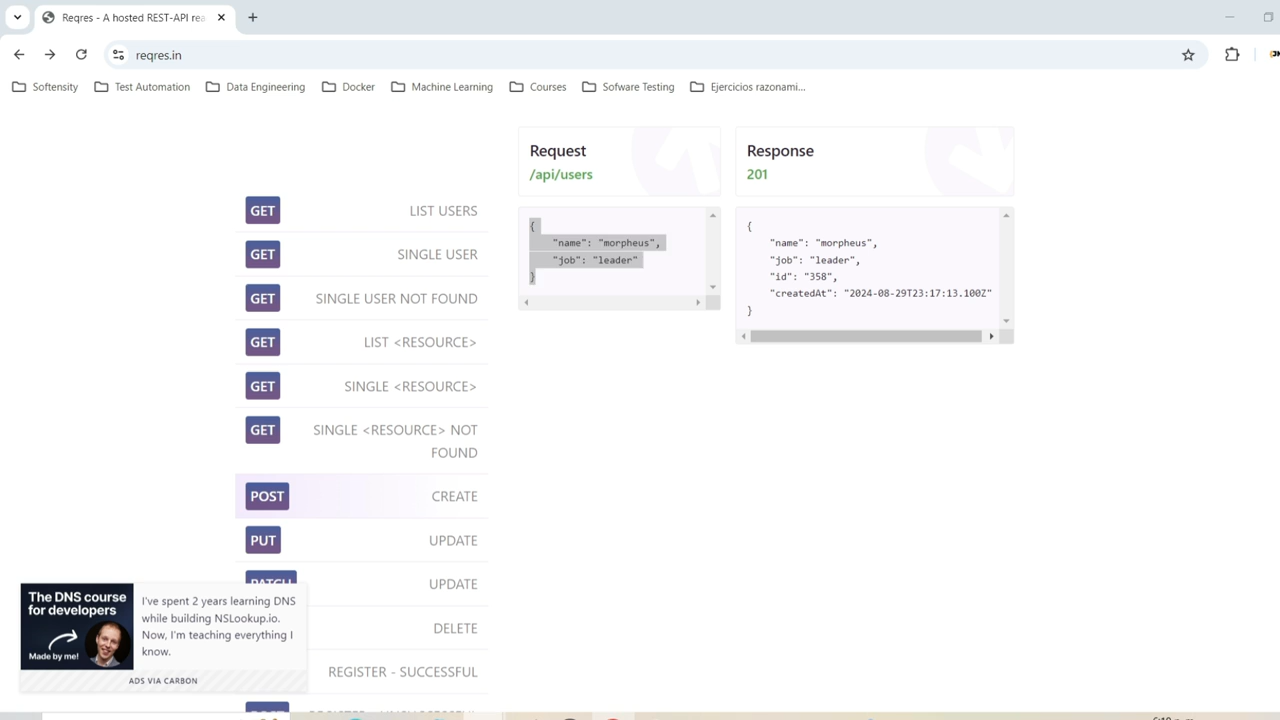 Reqres - A hosted REST-API rea
reqres.in
Softensity
Test Automation
Data Engineering
Docker
Machine Learning
Courses
Sofware Testing
Ejercicios razonami...
Request
/api/users
Response
201
{
"name": "morpheus",
"job": "leader"
}
{
"name": "morpheus",
"job": "leader",
"id": "358",
"createdAt": "2024-08-29T23:17:13.100Z"
}
GET LIST USERS
GET SINGLE USER
GET SINGLE USER NOT FOUND
GET LIST <RESOURCE>
GET SINGLE <RESOURCE>
GET SINGLE <RESOURCE> NOT
FOUND
POST CREATE
PUT UPDATE
PATCH UPDATE
DELETE
REGISTER - SUCCESSFUL
The DNS course
for developers
Made by me!
I've spent 2 years learning DNS
while building NSLookup.io.
Now, I'm teaching everything I
know.
ADS VIA CARBON